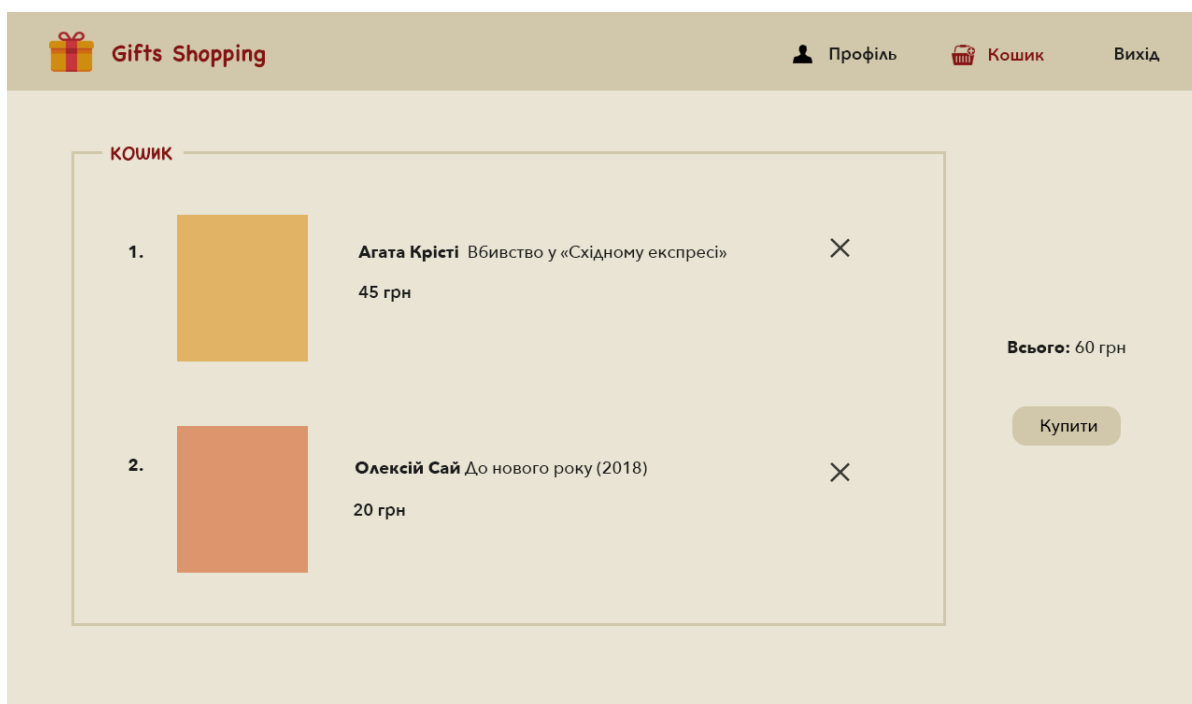 Gifts Shopping
Профіль
Кошик
Вихід
КОШИК
1.
Агата Крісті Вбивство у «Східному експресі»
45 грн
Всього: 60 грн
Купити
2.
Олексій Сай До нового року (2018)
20 грн